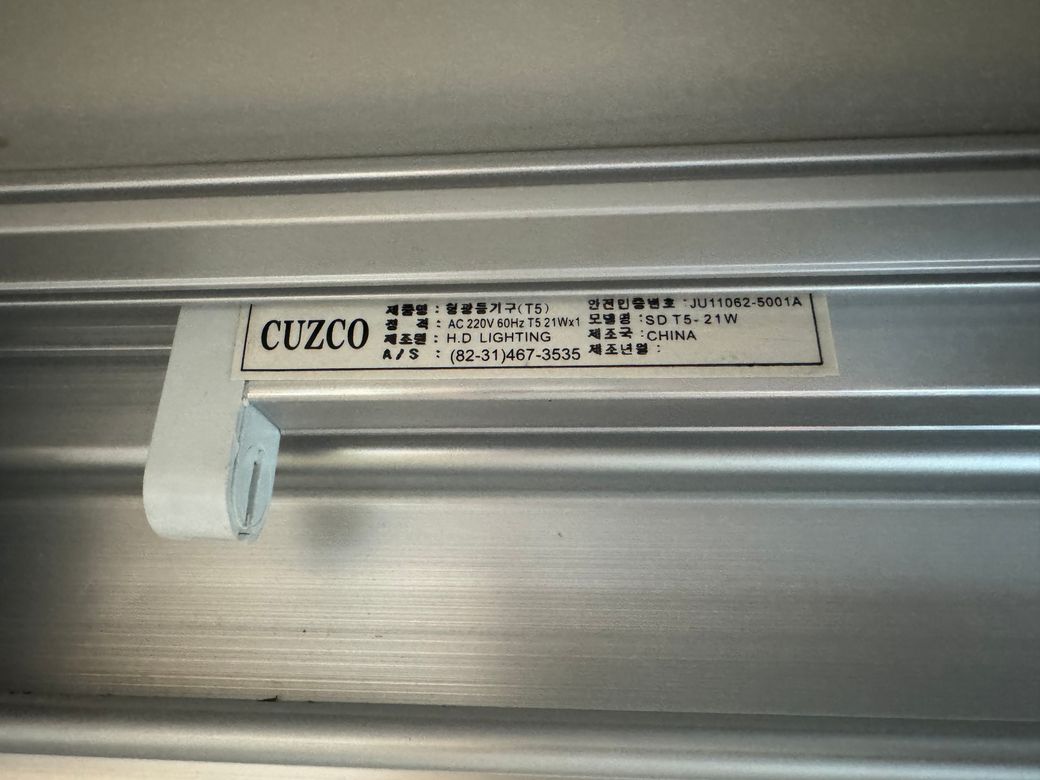 CUZCO
제품명 : 형광등기구(T5)
정 격 : AC 220V 60Hz T5 21Wx1
제조원 : H.D LIGHTING
A/S : (82-31)467-3535
안전인증번호 : JU11062-5001A
모델명 : SD T5-21W
제조국 : CHINA
제조년월 :